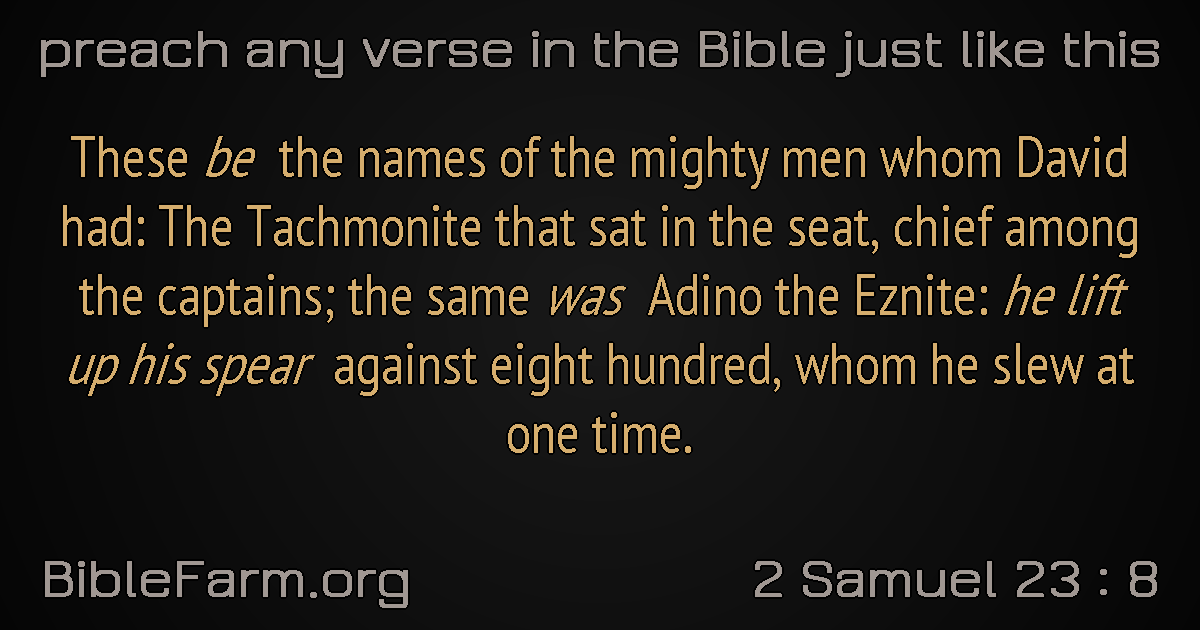 preach any verse in the Bible just like this
These be the names of the mighty men whom David
had: The Tachmonite that sat in the seat, chief among
the captains; the same was Adino the Eznite: he lift
up his spear against eight hundred, whom he slew at
one time.
BibleFarm.org
2 Samuel 23 : 8